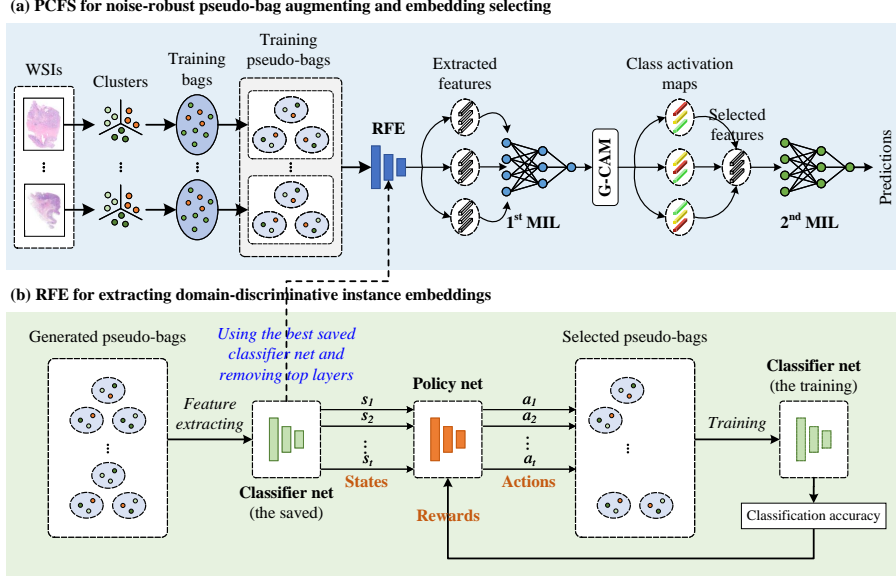 (a) PCFS for noise-robust pseudo-bag augmenting and embedding selecting
WSIs
Clusters
Training
bags
Training
pseudo-bags
RFE
Extracted
features
1st MIL
G-CAM
Class activation
maps
Selected
features
2nd MIL
Predictions
(b) RFE for extracting domain-discriminative instance embeddings
Generated pseudo-bags
Using the best saved
classifier net and
removing top layers
Feature
extracting
Classifier net
(the saved)
s1
s2
st
States
Policy net
a1
a2
at
Actions
Rewards
Selected pseudo-bags
Training
Classifier net
(the training)
Classification accuracy